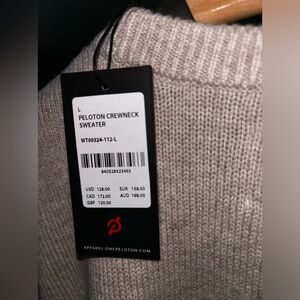 L
PELOTON CREWNECK
SWEATER
WT00524-112-L
840526325483
USD 128.00 EUR 138.00
CAD 172.00 AUD 198.00
GBP 120.00
APPAREL.ONEPELOTON.COM